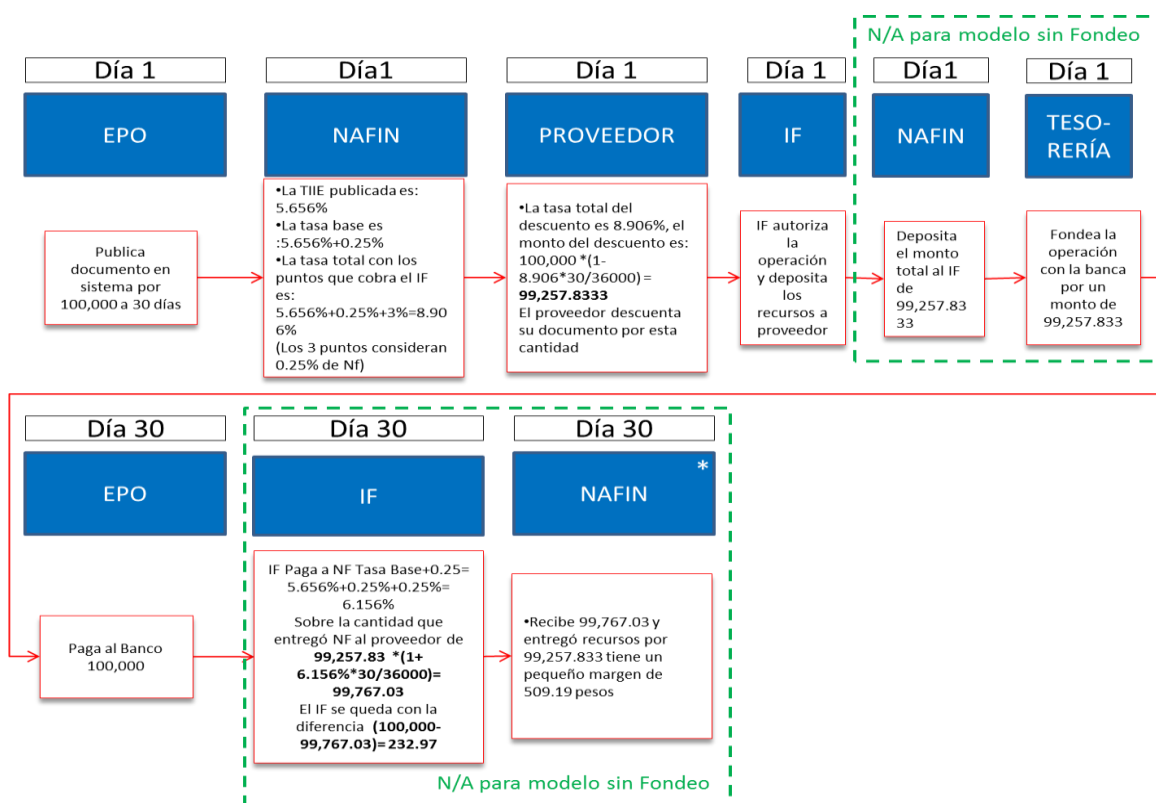 N/A para modelo sin Fondeo
Día 1
EPO
Publica
documento en
sistema por
100,000 a 30 días
Día1
NAFIN
•La TIIE publicada es:
5.656%
•La tasa base es
:5.656%+0.25%
•La tasa total con los
puntos que cobra el IF
es:
5.656%+0.25%+3%=8.90
6%
(Los 3 puntos consideran
0.25% de Nf)
Día 1
PROVEEDOR
•La tasa total del
descuento es 8.906%, el
monto del descuento es:
100,000 *(1-
8.906*30/36000) =
99,257.8333
El proveedor descuenta
su documento por esta
cantidad
Día 1
IF
IF autoriza
la
operación
y deposita
los
recursos a
proveedor
Día1
NAFIN
Deposita
el monto
total al IF
de
99,257.8
333
Día 1
TESO-
RERÍA
Fondea la
operación
con la banca
por un
monto de
99,257.833
Día 30
EPO
Paga al Banco
100,000
Día 30
IF
IF Paga a NF Tasa Base+0.25=
5.656%+0.25%+0.25%=
6.156%
Sobre la cantidad que
entregó NF al proveedor de
99,257.83 *(1+
6.156%*30/36000)=
99,767.03
El IF se queda con la
diferencia (100,000-
99,767.03)= 232.97
Día 30
NAFIN *
•Recibe 99,767.03 y
entregó recursos por
99,257.833 tiene un
pequeño margen de
509.19 pesos
N/A para modelo sin Fondeo